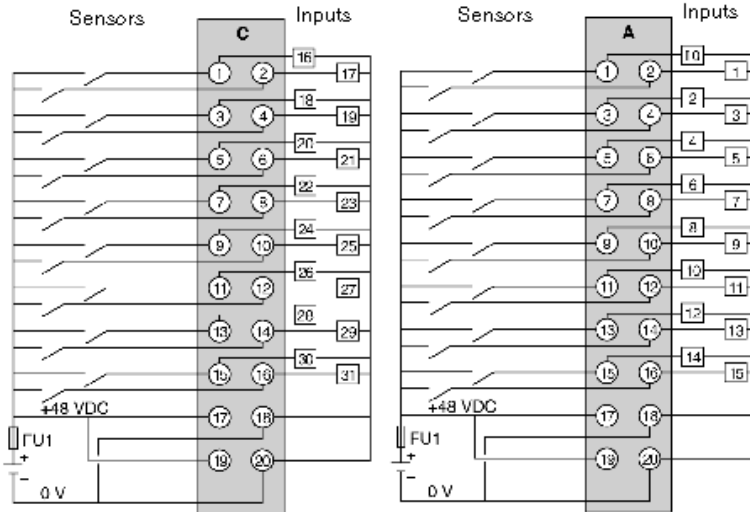 Sensors C Inputs
16
1 2 17
18
3 4 19
20
5 6 21
22
7 8 23
24
9 10 25
26
11 12 27
28
13 14 29
30
15 16 31
+48 VDC
17 18
FU1
+
19 20
−
0 V
Sensors A Inputs
0
1 2 1
2
3 4 3
4
5 6 5
6
7 8 7
8
9 10 9
10
11 12 11
12
13 14 13
14
15 16 15
+48 VDC
17 18
FU1
+
19 20
−
0 V